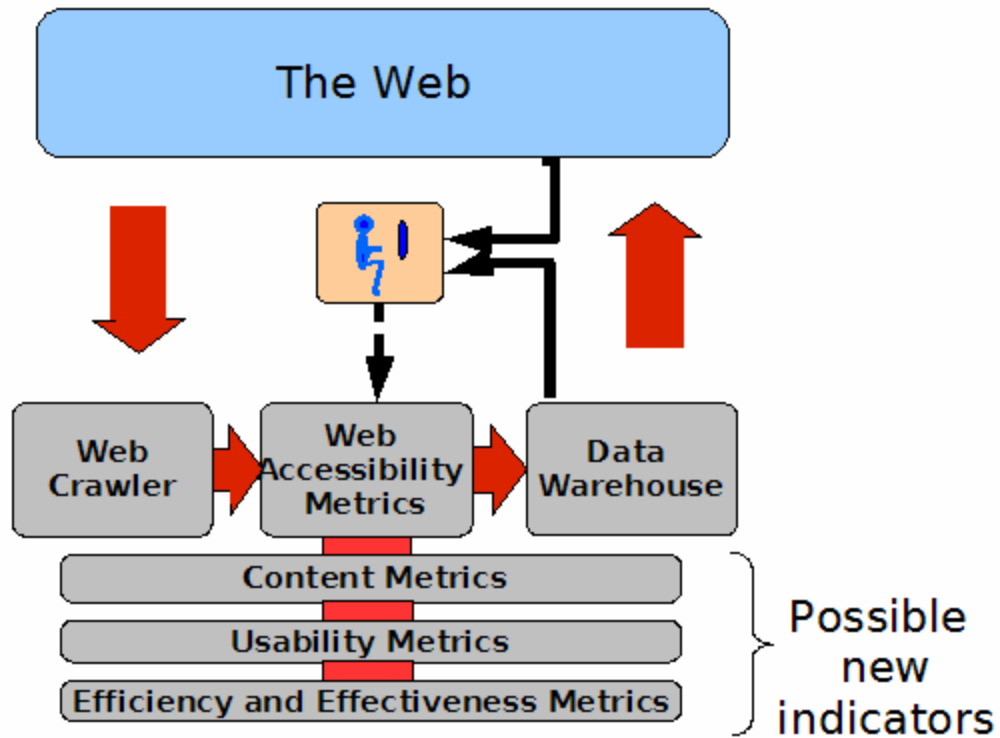 The Web
Web
Crawler
Web
Accessibility
Metrics
Data
Warehouse
Content Metrics
Usability Metrics
Efficiency and Effectiveness Metrics
Possible
new
indicators